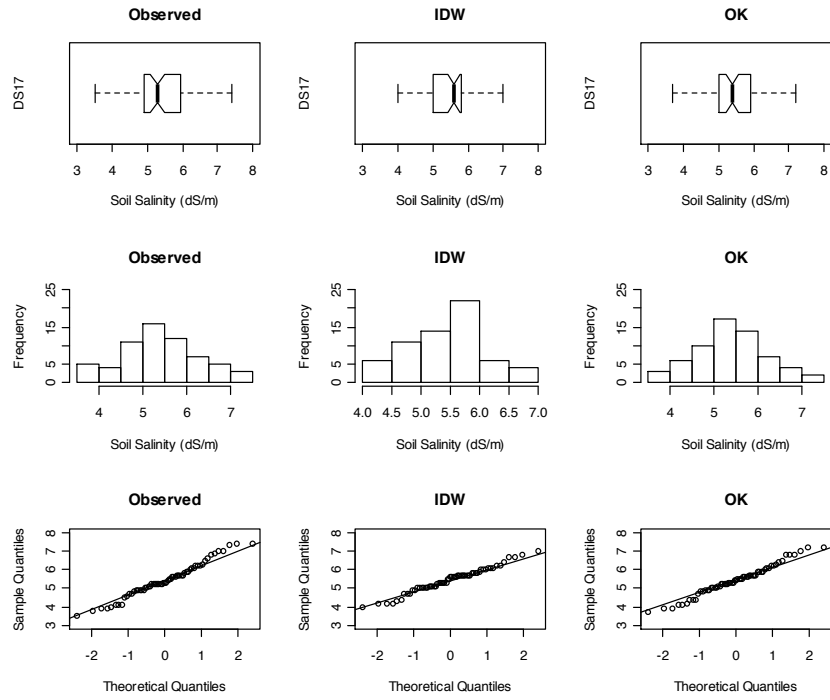 Observed
IDW
OK
DS17
DS17
DS17
3 4 5 6 7 8
3 4 5 6 7 8
3 4 5 6 7 8
Soil Salinity (dS/m)
Soil Salinity (dS/m)
Soil Salinity (dS/m)
Observed
IDW
OK
Frequency
0 5 15 25
Frequency
0 5 15 25
Frequency
0 5 15 25
4 5 6 7
4.0 4.5 5.0 5.5 6.0 6.5 7.0
4 5 6 7
Soil Salinity (dS/m)
Soil Salinity (dS/m)
Soil Salinity (dS/m)
Observed
IDW
OK
Sample Quantiles
3 4 5 6 7 8
Sample Quantiles
3 4 5 6 7 8
Sample Quantiles
3 4 5 6 7 8
-2 -1 0 1 2
-2 -1 0 1 2
-2 -1 0 1 2
Theoretical Quantiles
Theoretical Quantiles
Theoretical Quantiles